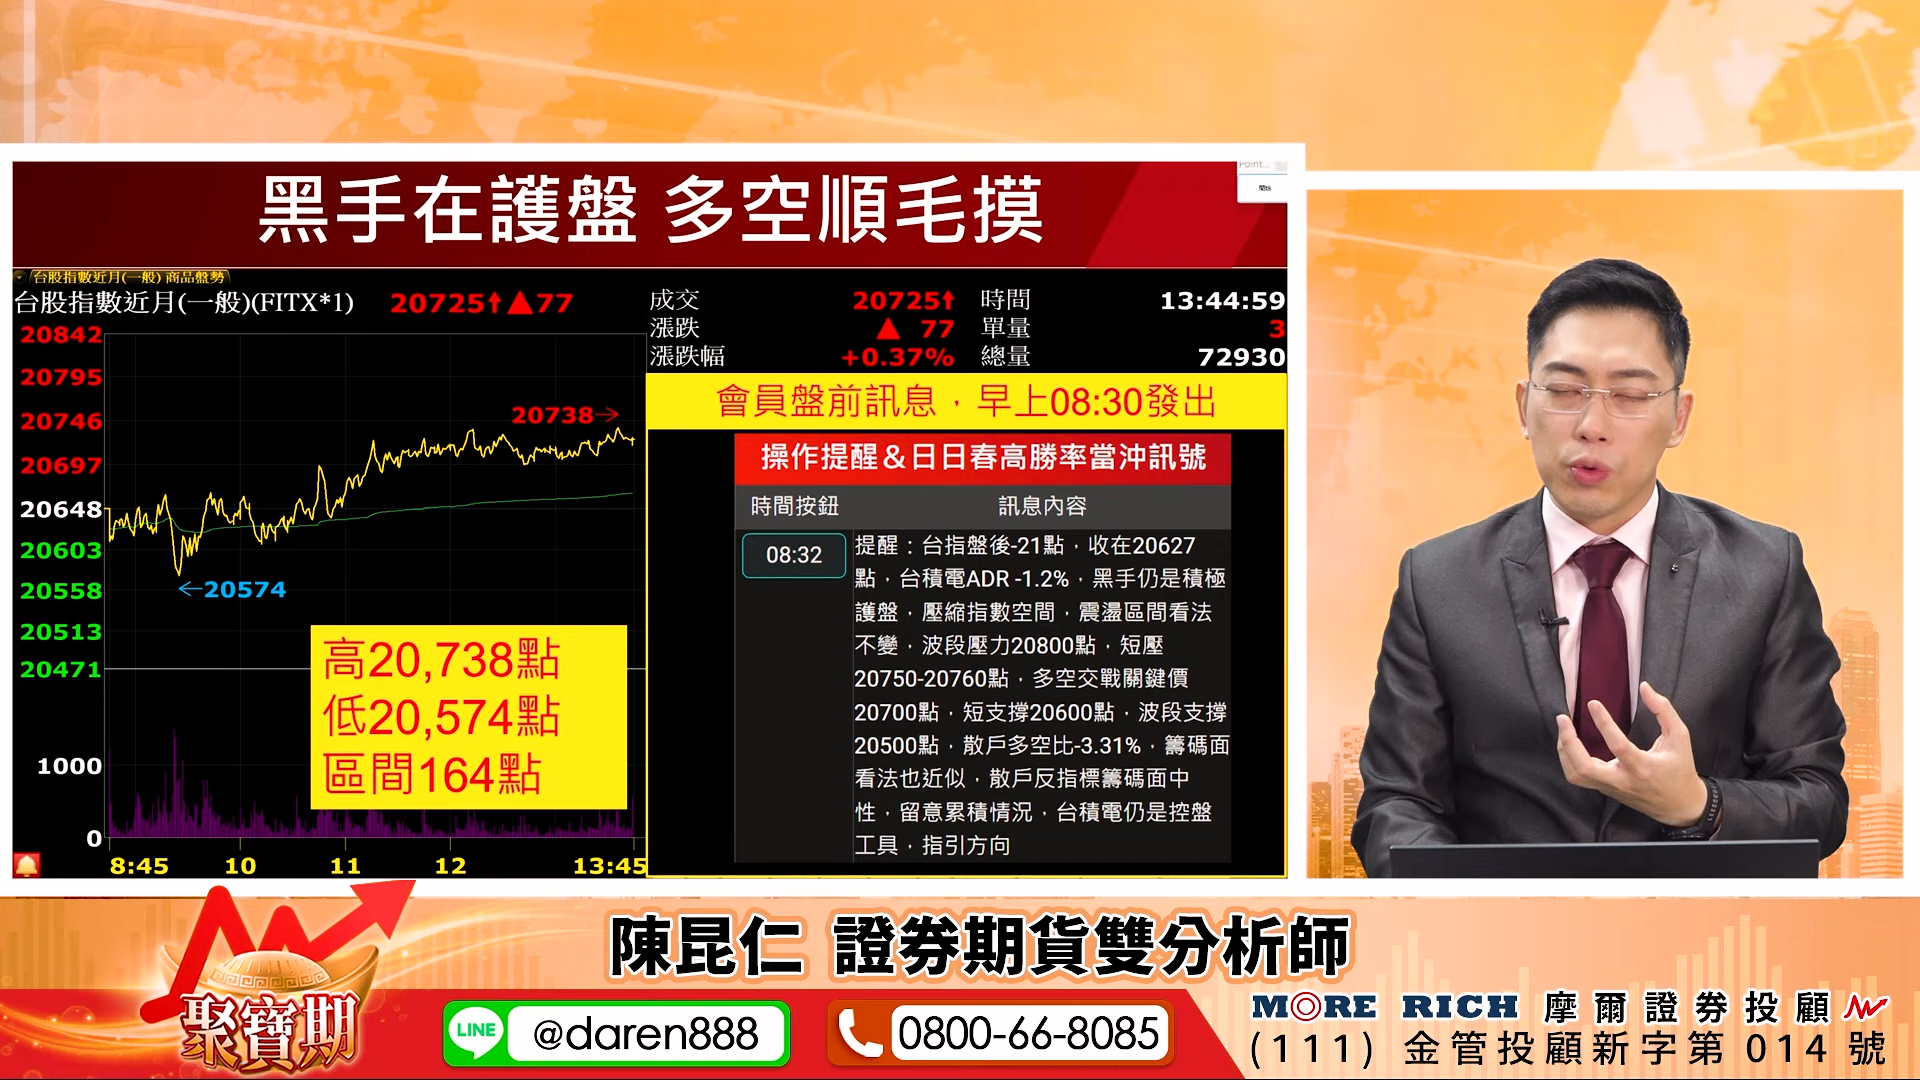 黑手在護盤 多空順毛摸
Point...
開始
台股指數近月(一般) 商品盤勢
台股指數近月(一般)(FITX*1) 20725↑▲77
成交 20725↑ 時間 13:44:59
漲跌 ▲ 77 單量 3
漲跌幅 +0.37% 總量 72930
20842
20795
20746
20697
20648
20603
20558
20513
20471
1000
0
20738→
←20574
高20,738點
低20,574點
區間164點
8:45 10 11 12 13:45
會員盤前訊息，早上08:30發出
操作提醒&日日春高勝率當沖訊號
時間按鈕 訊息內容
08:32
提醒：台指盤後-21點，收在20627
點，台積電ADR -1.2%，黑手仍是積極
護盤，壓縮指數空間，震盪區間看法
不變，波段壓力20800點，短壓
20750-20760點，多空交戰關鍵價
20700點，短支撐20600點，波段支撐
20500點，散戶多空比-3.31%，籌碼面
看法也近似，散戶反指標籌碼面中
性，留意累積情況，台積電仍是控盤
工具，指引方向
陳昆仁 證券期貨雙分析師
聚寶期
LINE @daren888
0800-66-8085
MORE RICH 摩爾證券投顧
(111) 金管投顧新字第 014 號